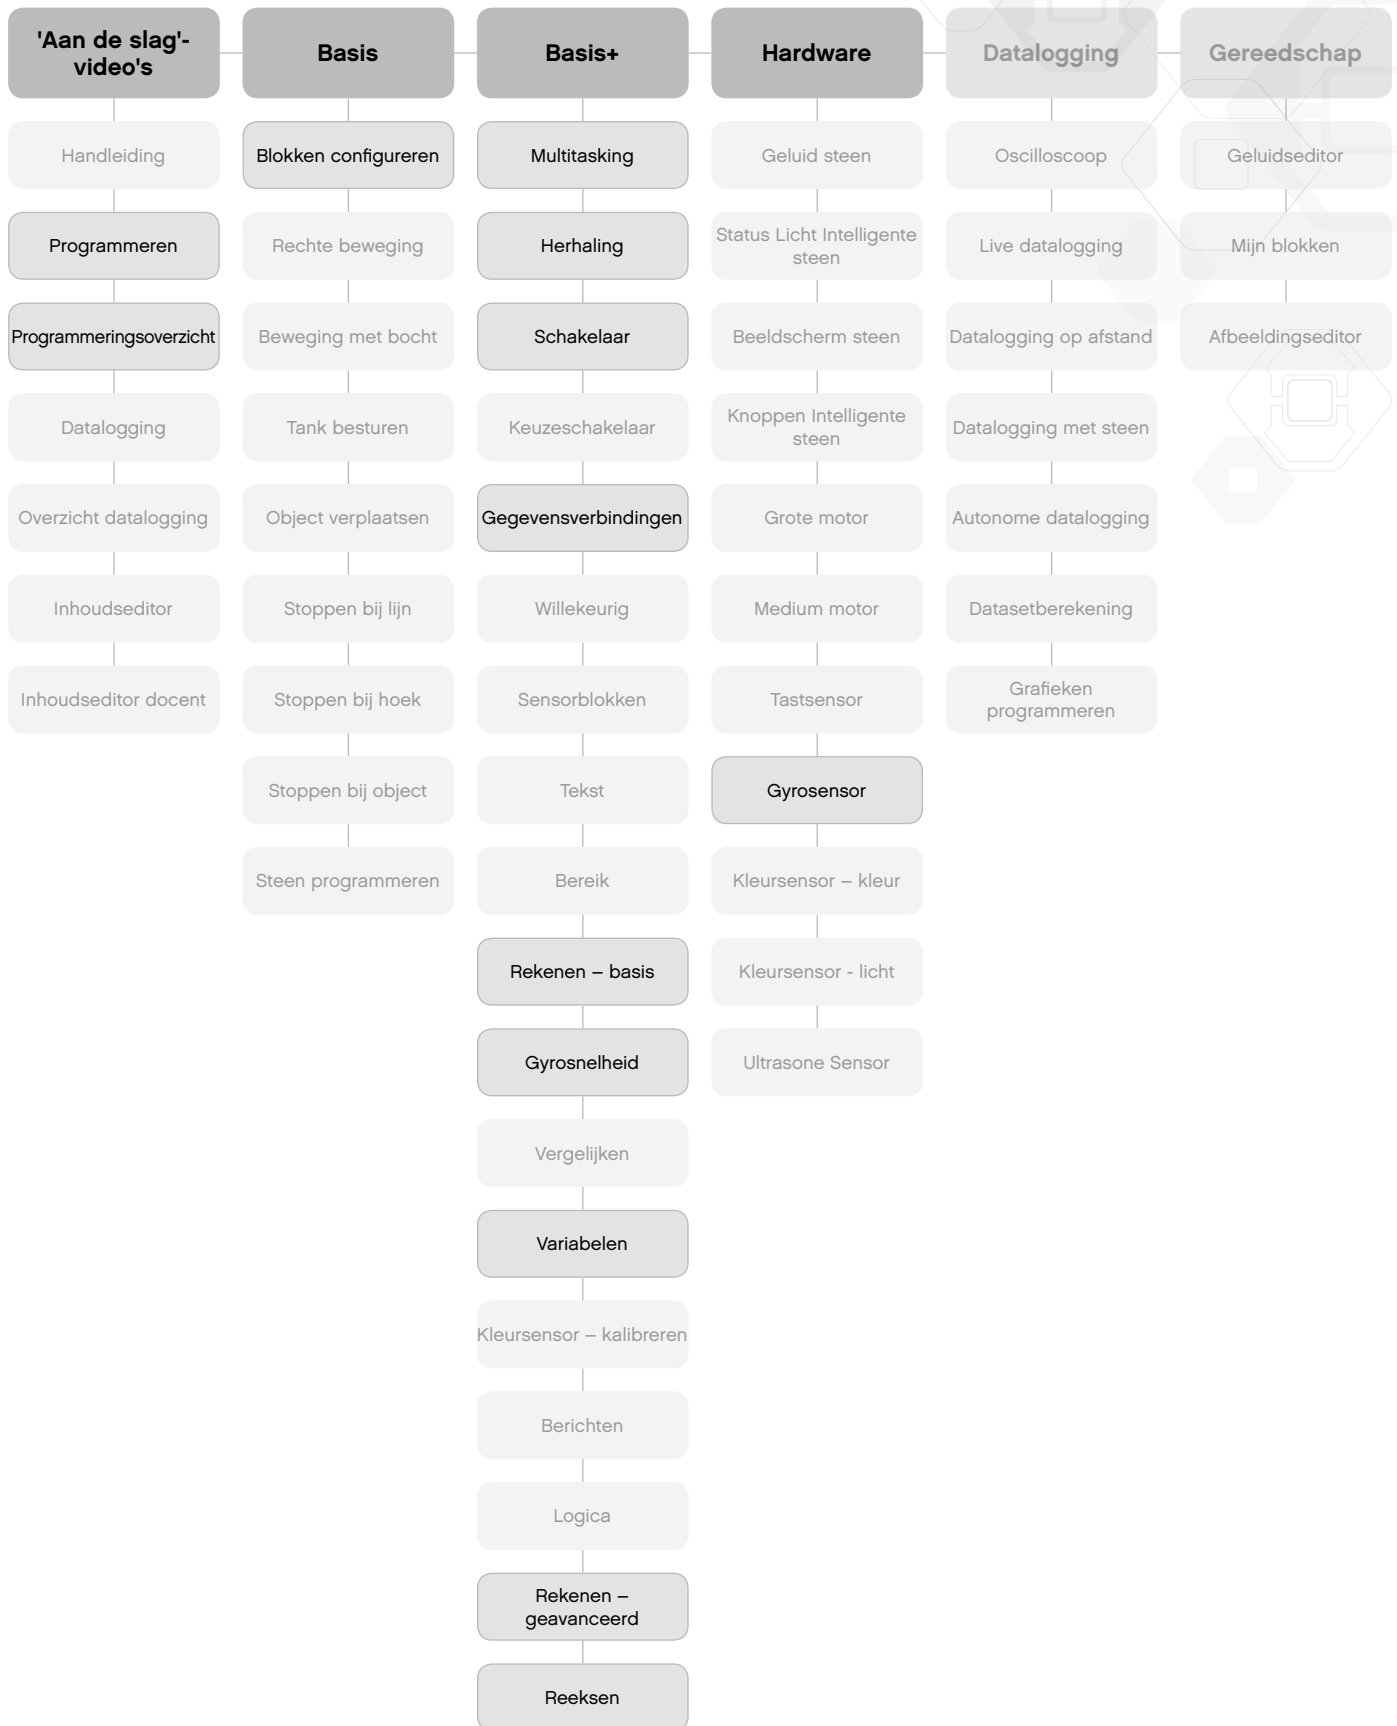 'Aan de slag'-
video's
Basis
Basis+
Hardware
Datalogging
Gereedschap
Handleiding
Programmeren
Programmeringsoverzicht
Datalogging
Overzicht datalogging
Inhoudseditor
Inhoudseditor docent
Blokken configureren
Rechte beweging
Beweging met bocht
Tank besturen
Object verplaatsen
Stoppen bij lijn
Stoppen bij hoek
Stoppen bij object
Steen programmeren
Multitasking
Herhaling
Schakelaar
Keuzeschakelaar
Gegevensverbindingen
Willekeurig
Sensorblokken
Tekst
Bereik
Rekenen – basis
Gyrosnelheid
Vergelijken
Variabelen
Kleursensor – kalibreren
Berichten
Logica
Rekenen –
geavanceerd
Reeksen
Geluid steen
Status Licht Intelligente
steen
Beeldscherm steen
Knoppen Intelligente
steen
Grote motor
Medium motor
Tastsensor
Gyrosensor
Kleursensor – kleur
Kleursensor - licht
Ultrasone Sensor
Oscilloscoop
Live datalogging
Datalogging op afstand
Datalogging met steen
Autonome datalogging
Datasetberekening
Grafieken
programmeren
Geluidseditor
Mijn blokken
Afbeeldingseditor